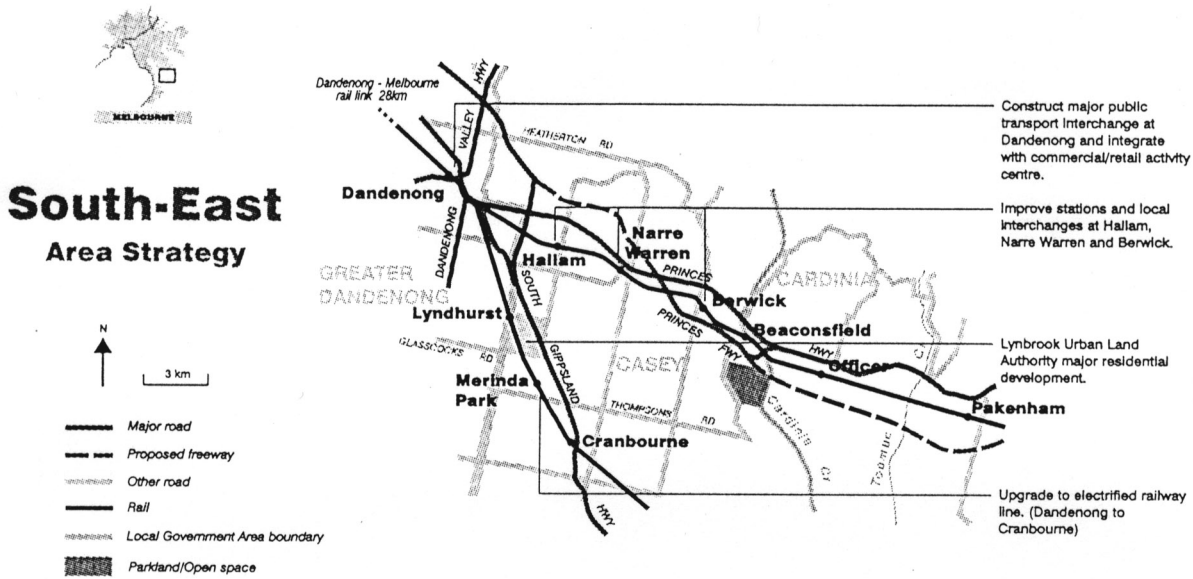 MELBOURNE
South-East
Area Strategy
N
3 km
Major road
Proposed freeway
Other road
Rail
Local Government Area boundary
Parkland/Open space
Dandenong - Melbourne
rail link 28km
VALLEY
HWY
HEATHERTON RD
Dandenong
DANDENONG
Narre
Warren
Hallam
SOUTH
PRINCES
CARDINIA
GREATER
DANDENONG
Berwick
Lyndhurst
PRINCES
Beaconsfield
GLASSCOCKS RD
GIPPSLAND
CASEY
FWY
HWY
Officer
Merinda
Park
THOMPSONS RD
Pakenham
Cranbourne
Cardinia
Cr
Toomuc
Cr
HWY
Construct major public
transport interchange at
Dandenong and integrate
with commercial/retail activity
centre.
Improve stations and local
interchanges at Hallam,
Narre Warren and Berwick.
Lynbrook Urban Land
Authority major residential
development.
Upgrade to electrified railway
line. (Dandenong to
Cranbourne)